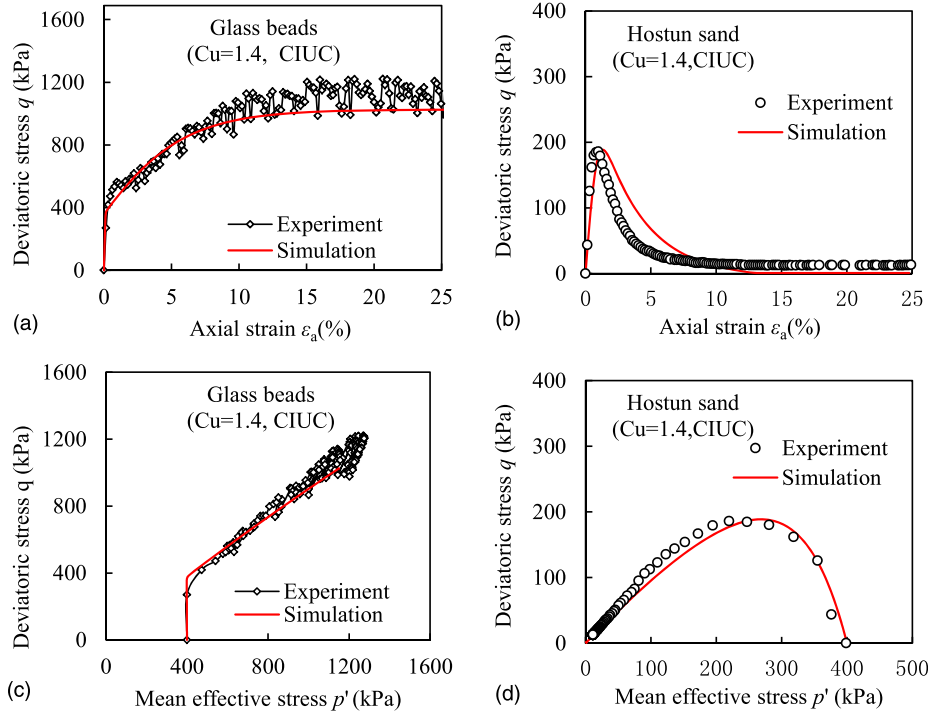 (a)
Deviatoric stress q (kPa)
1600
1200
800
400
0
Glass beads
(Cu=1.4, CIUC)
Experiment
Simulation
0 5 10 15 20 25
Axial strain εa(%)
(b)
Deviatoric stress q (kPa)
400
300
200
100
0
Hostun sand
(Cu=1.4,CIUC)
Experiment
Simulation
0 5 10 15 20 25
Axial strain εa(%)
(c)
Deviatoric stress q (kPa)
1600
1200
800
400
0
Glass beads
(Cu=1.4, CIUC)
Experiment
Simulation
0 400 800 1200 1600
Mean effective stress p' (kPa)
(d)
Deviatoric stress q (kPa)
400
300
200
100
0
Hostun sand
(Cu=1.4,CIUC)
Experiment
Simulation
0 100 200 300 400 500
Mean effective stress p' (kPa)